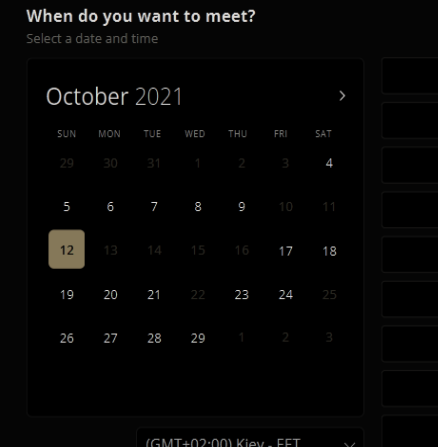 When do you want to meet?
Select a date and time
October 2021
SUN MON TUE WED THU FRI SAT
29 30 31 1 2 3 4
5 6 7 8 9 10 11
12 13 14 15 16 17 18
19 20 21 22 23 24 25
26 27 28 29 1 2 3
(GMT+02:00) Kiev - EET